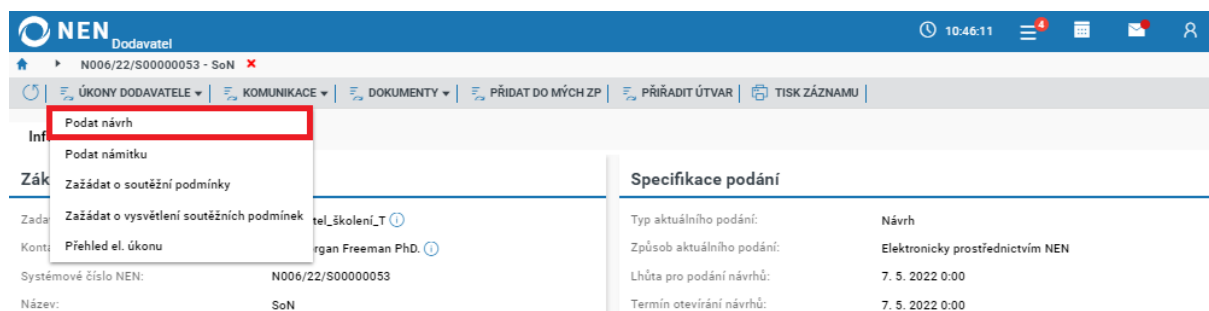 NEN Dodavatel 10:46:11 4
N006/22/S00000053 - SoN
ÚKONY DODAVATELE KOMUNIKACE DOKUMENTY PŘIDAT DO MÝCH ZP PŘIŘADIT ÚTVAR TISK ZÁZNAMU
Podat návrh
Inf
Podat námitku
Zák Zažádat o soutěžní podmínky Specifikace podání
Zada Zažádat o vysvětlení soutěžních podmínek tel_školení_T Typ aktuálního podání: Návrh
Konta Přehled el. úkonu rgan Freeman PhD. Způsob aktuálního podání: Elektronicky prostřednictvím NEN
Systémové číslo NEN: N006/22/S00000053 Lhůta pro podání návrhů: 7. 5. 2022 0:00
Název: SoN Termín otevírání návrhů: 7. 5. 2022 0:00